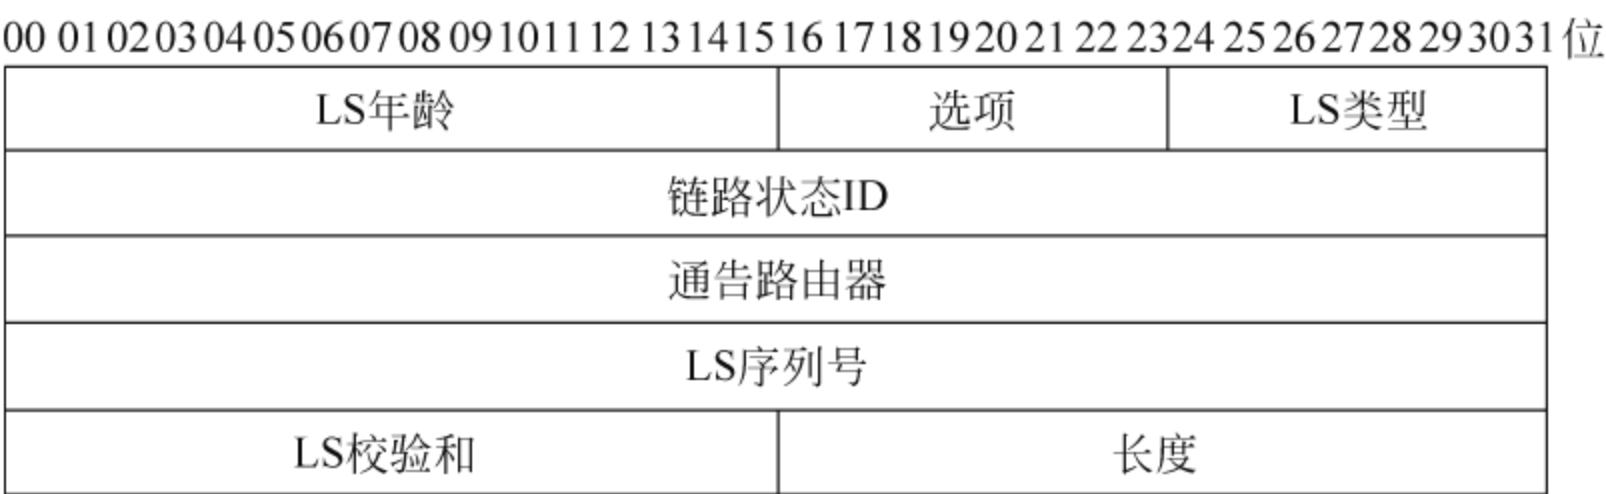 00 01 02 03 04 05 06 07 08 09 10 11 12 13 14 15 16 17 18 19 20 21 22 23 24 25 26 27 28 29 30 31 位
LS年龄 选项 LS类型
链路状态ID
通告路由器
LS序列号
LS校验和 长度